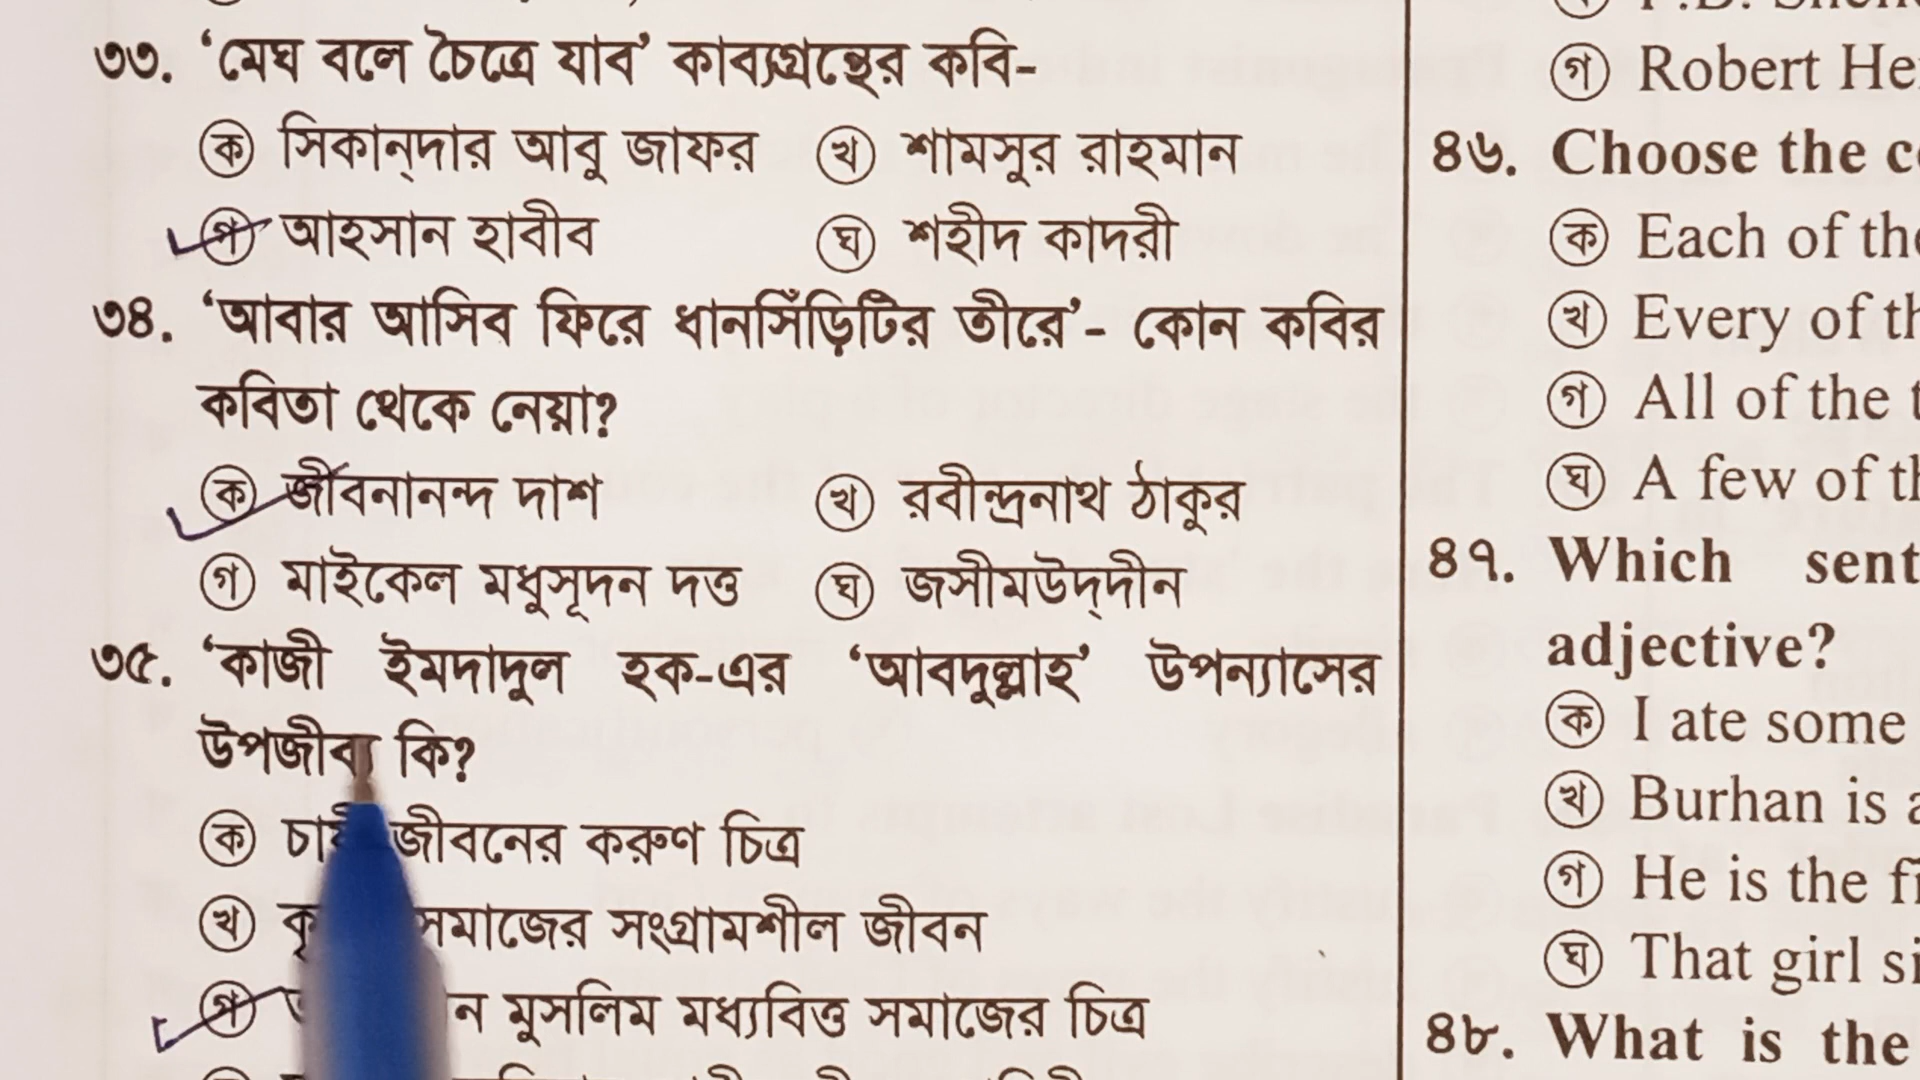 ৩৩. ‘মেঘ বলে চৈত্রে যাব’ কাব্যগ্রন্থের কবি-
ক সিকান্‌দার আবু জাফর খ শামসুর রাহমান
গ আহসান হাবীব ঘ শহীদ কাদরী
৩৪. ‘আবার আসিব ফিরে ধানসিঁড়িটির তীরে’- কোন কবির
কবিতা থেকে নেয়া?
ক জীবনানন্দ দাশ খ রবীন্দ্রনাথ ঠাকুর
গ মাইকেল মধুসূদন দত্ত ঘ জসীমউদ্‌দীন
৩৫. ‘কাজী ইমদাদুল হক-এর ‘আবদুল্লাহ’ উপন্যাসের
উপজীব্য কি?
ক জীবনের করুণ চিত্র
খ সমাজের সংগ্রামশীল জীবন
গ মুসলিম মধ্যবিত্ত সমাজের চিত্র
গ Robert
৪৬. Choose the
ক Each of
খ Every of
গ All of the
ঘ A few of
৪৭. Which
adjective?
ক I ate some
খ Burhan is
গ He is the
ঘ That girl
৪৮. What is the